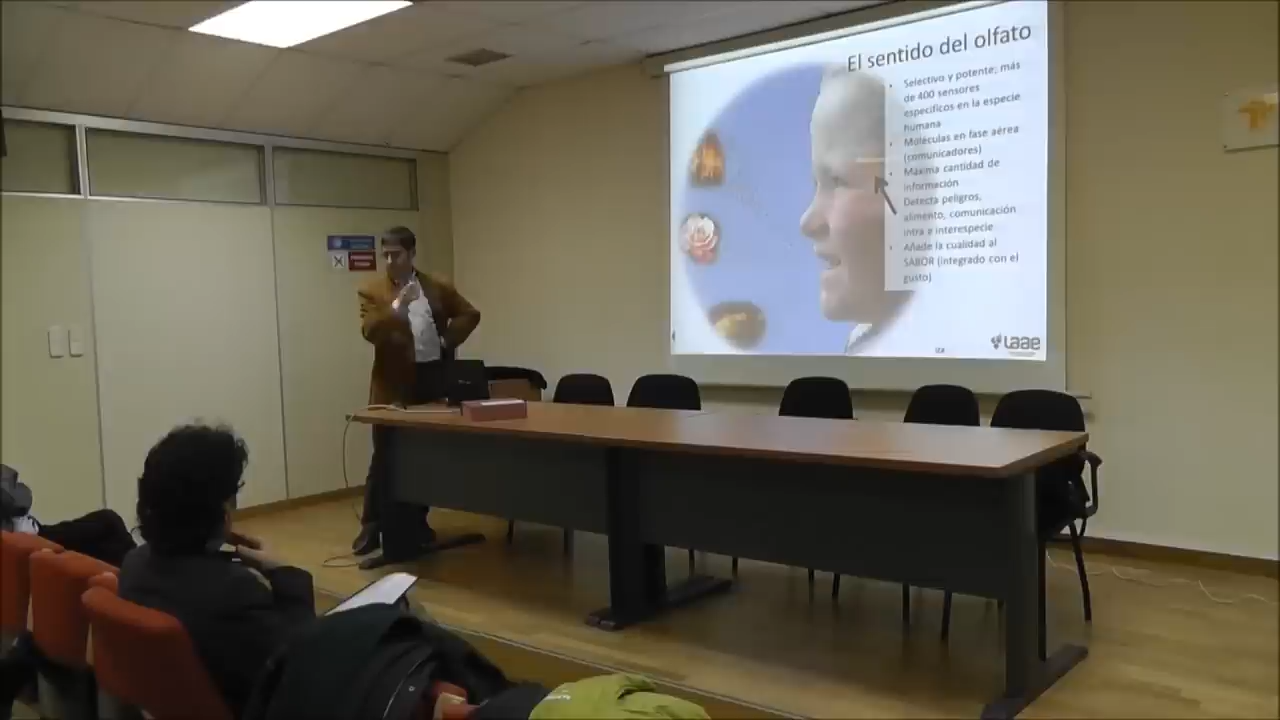 El sentido del olfato
• Selectivo y potente; más
de 400 sensores
específicos en la especie
humana
• Moléculas en fase aérea
(comunicadores)
• Máxima cantidad de
información
Detecta peligros,
alimento, comunicación
intra e interespecie
• Añade la cualidad al
SABOR (integrado con el
gusto)
laae